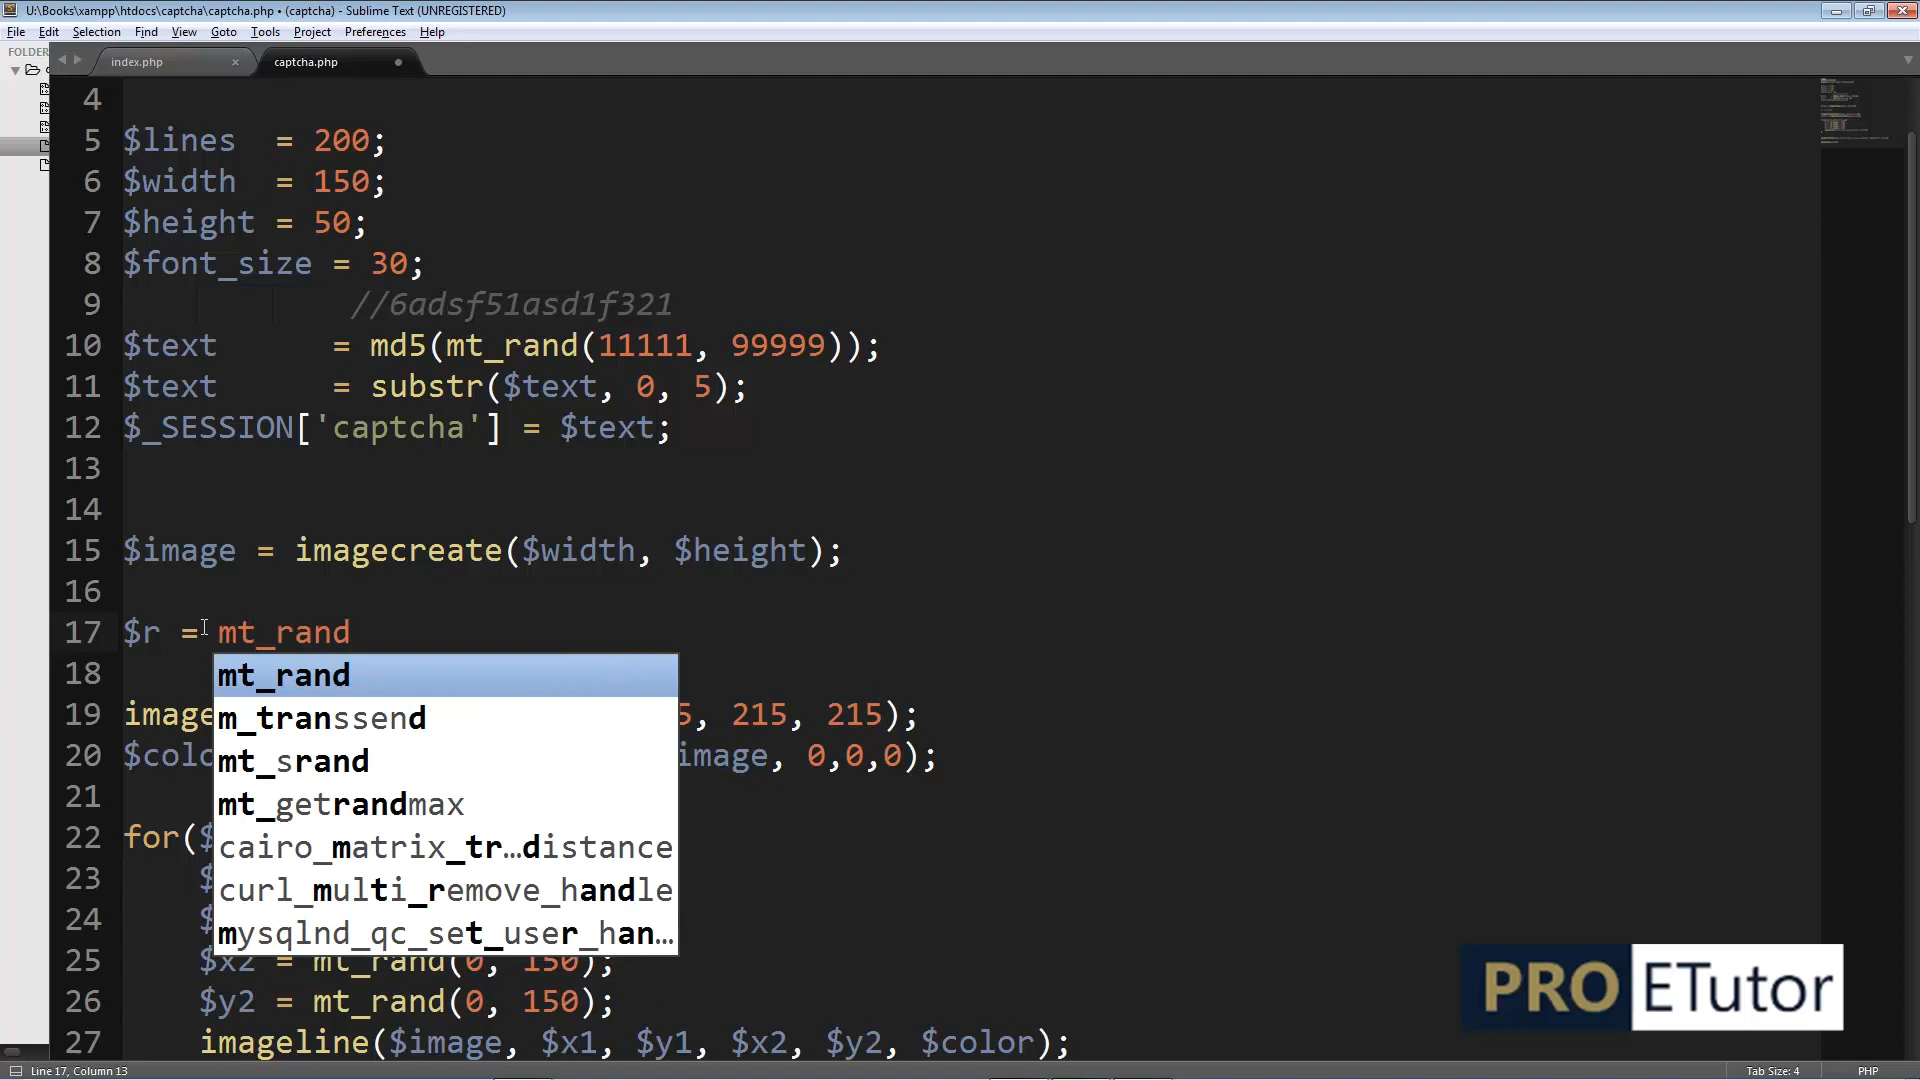 U:\Books\xampp\htdocs\captcha\captcha.php • (captcha) - Sublime Text (UNREGISTERED)
File Edit Selection Find View Goto Tools Project Preferences Help
FOLDER
index.php × captcha.php
4
5 $lines = 200;
6 $width = 150;
7 $height = 50;
8 $font_size = 30;
9 //6adsf51asd1f321
10 $text = md5(mt_rand(11111, 99999));
11 $text = substr($text, 0, 5);
12 $_SESSION['captcha'] = $text;
13
14
15 $image = imagecreate($width, $height);
16
17 $r = mt_rand
18 mt_rand
m_transsend
19 image 5, 215, 215);
mt_srand
20 $colo image, 0,0,0);
21 mt_getrandmax
22 for($
cairo_matrix_tr…distance
23 $
curl_multi_remove_handle
24 $
mysqlnd_qc_set_user_han…
25 $x2 = mt_rand(0, 150);
26 $y2 = mt_rand(0, 150);
27 imageline($image, $x1, $y1, $x2, $y2, $color);
PRO ETutor
Line 17, Column 13 Tab Size: 4 PHP